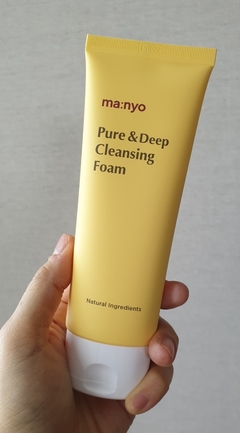 ma:nyo
Pure & Deep
Cleansing
Foam
Natural Ingredients